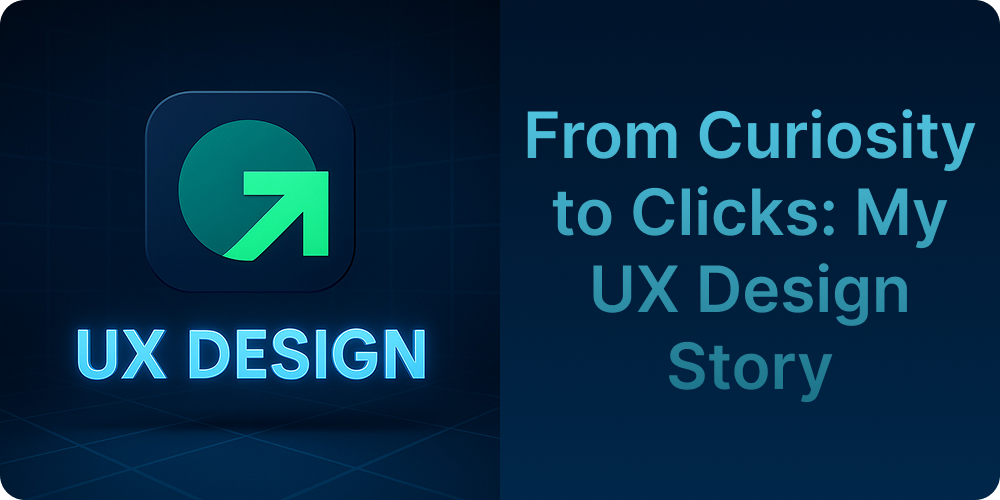 UX DESIGN
From Curiosity
to Clicks: My
UX Design
Story